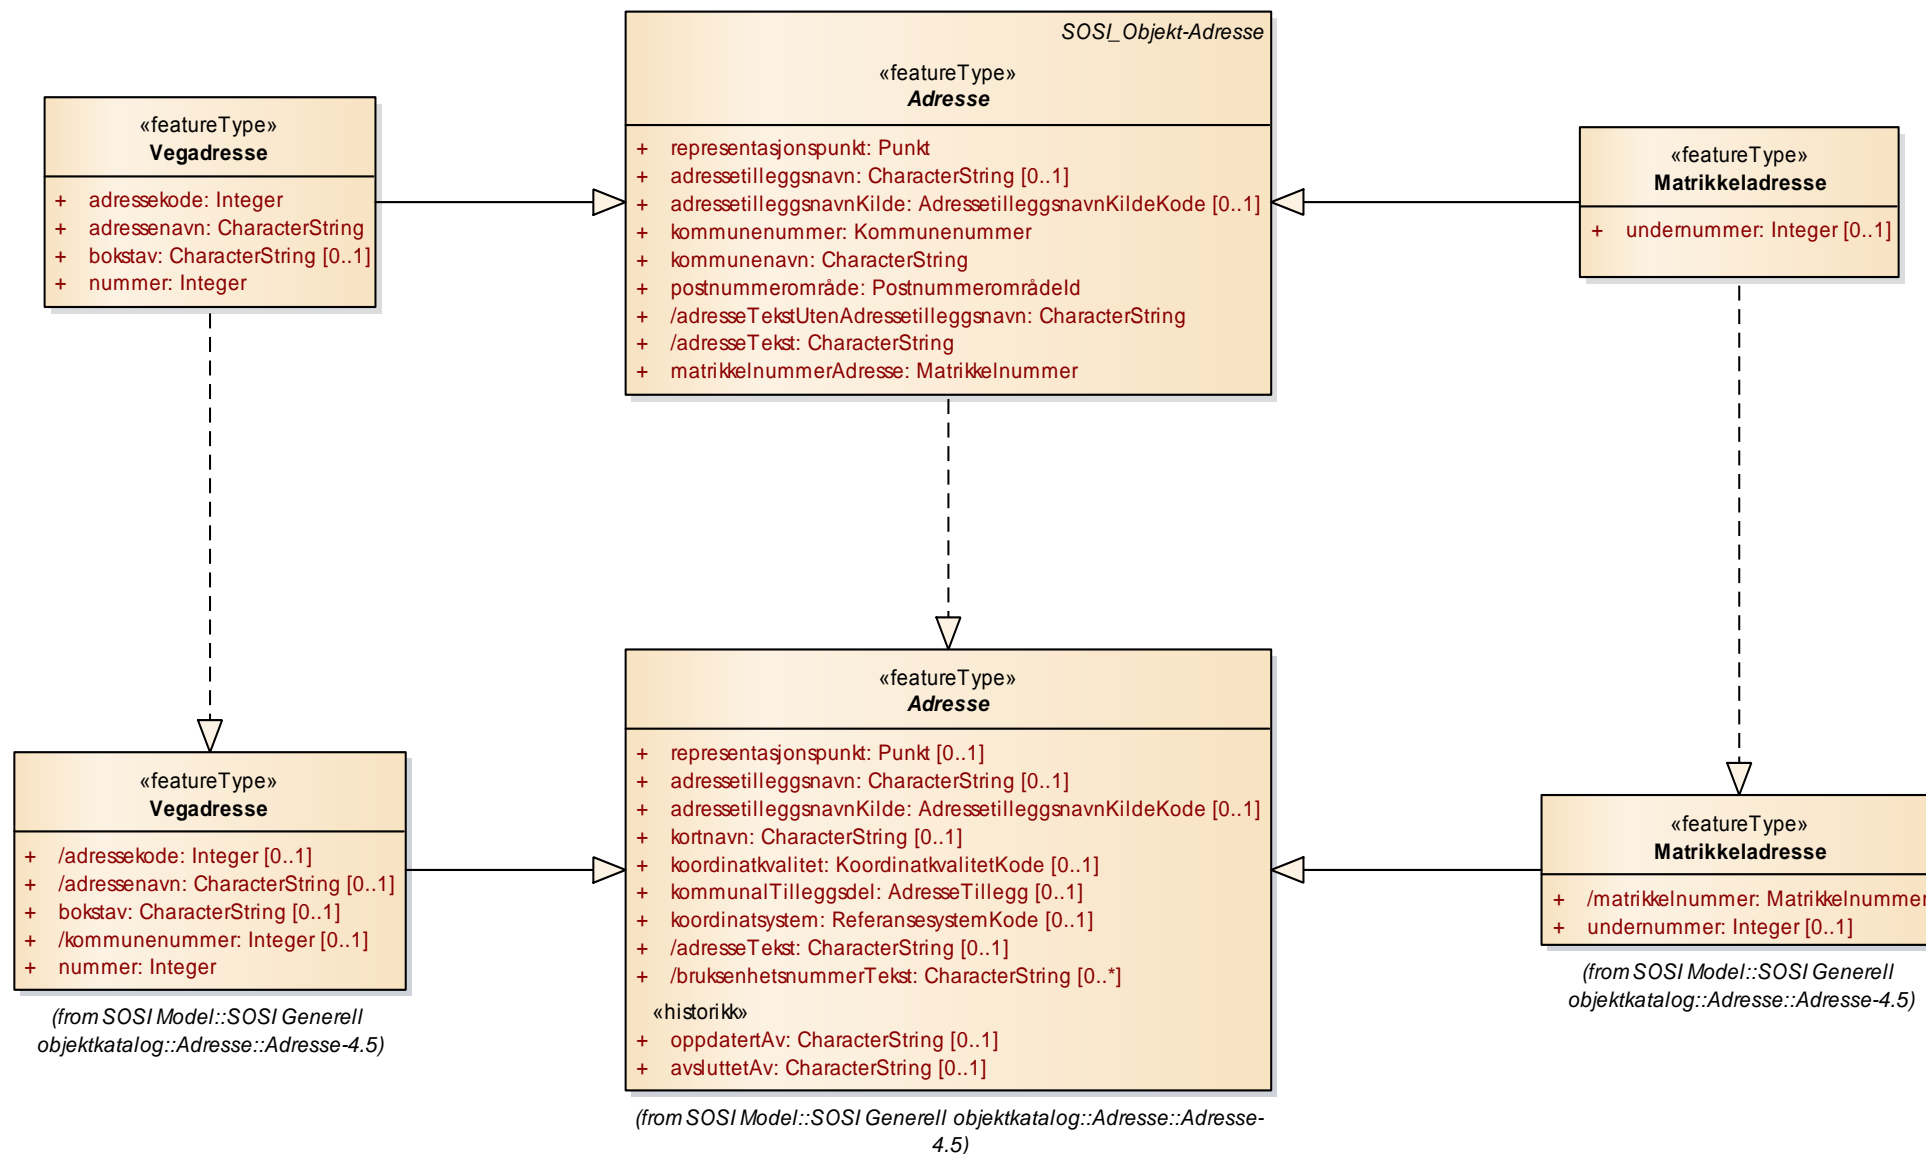 SOSI_Objekt-Adresse
«featureType»
Adresse
+ representasjonspunkt: Punkt
+ adressetilleggsnavn: CharacterString [0..1]
+ adressetilleggsnavnKilde: AdressetilleggsnavnKildeKode [0..1]
+ kommunenummer: Kommunenummer
+ kommunenavn: CharacterString
+ postnummerområde: PostnummerområdeId
+ /adresseTekstUtenAdressetilleggsnavn: CharacterString
+ /adresseTekst: CharacterString
+ matrikkelnummerAdresse: Matrikkelnummer
«featureType»
Vegadresse
+ adressekode: Integer
+ adressenavn: CharacterString
+ bokstav: CharacterString [0..1]
+ nummer: Integer
«featureType»
Matrikkeladresse
+ undernummer: Integer [0..1]
«featureType»
Vegadresse
+ /adressekode: Integer [0..1]
+ /adressenavn: CharacterString [0..1]
+ bokstav: CharacterString [0..1]
+ /kommunenummer: Integer [0..1]
+ nummer: Integer
(from SOSI Model::SOSI Generell
objektkatalog::Adresse::Adresse-4.5)
«featureType»
Adresse
+ representasjonspunkt: Punkt [0..1]
+ adressetilleggsnavn: CharacterString [0..1]
+ adressetilleggsnavnKilde: AdressetilleggsnavnKildeKode [0..1]
+ kortnavn: CharacterString [0..1]
+ koordinatkvalitet: KoordinatkvalitetKode [0..1]
+ kommunalTilleggsdel: AdresseTillegg [0..1]
+ koordinatsystem: ReferansesystemKode [0..1]
+ /adresseTekst: CharacterString [0..1]
+ /bruksenhetsnummerTekst: CharacterString [0..*]
«historikk»
+ oppdatertAv: CharacterString [0..1]
+ avsluttetAv: CharacterString [0..1]
(from SOSI Model::SOSI Generell objektkatalog::Adresse::Adresse-
4.5)
«featureType»
Matrikkeladresse
+ /matrikkelnummer: Matrikkelnummer
+ undernummer: Integer [0..1]
(from SOSI Model::SOSI Generell
objektkatalog::Adresse::Adresse-4.5)